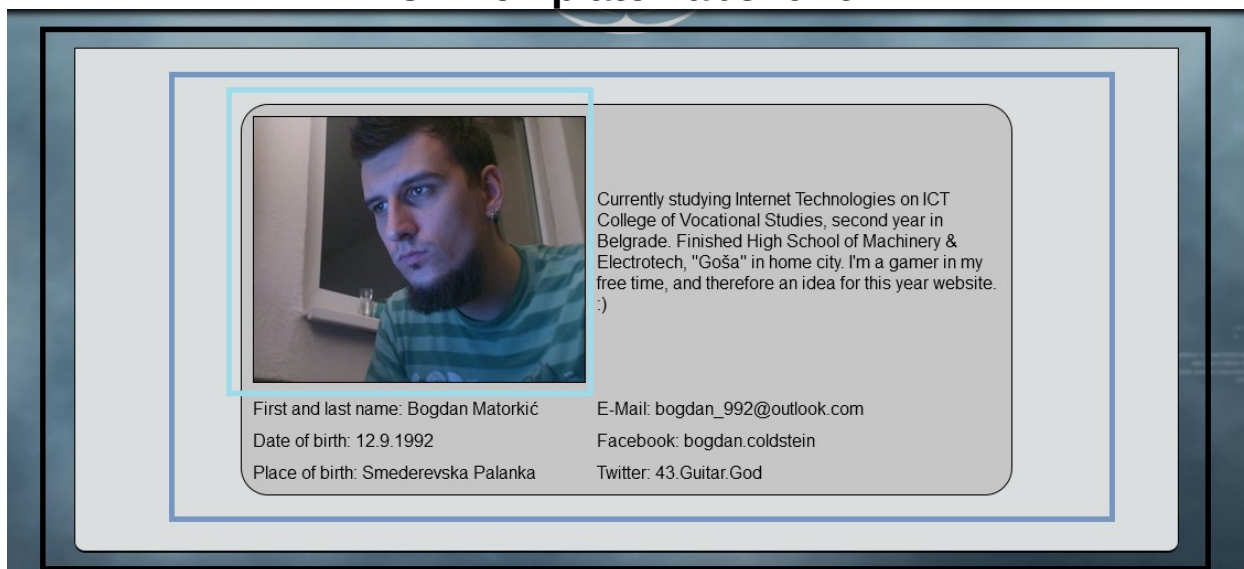 Currently studying Internet Technologies on ICT
College of Vocational Studies, second year in
Belgrade. Finished High School of Machinery &
Electrotech, "Goša" in home city. I'm a gamer in my
free time, and therefore an idea for this year website.
:)
First and last name: Bogdan Matorkić
E-Mail: bogdan_992@outlook.com
Date of birth: 12.9.1992
Facebook: bogdan.coldstein
Place of birth: Smederevska Palanka
Twitter: 43.Guitar.God